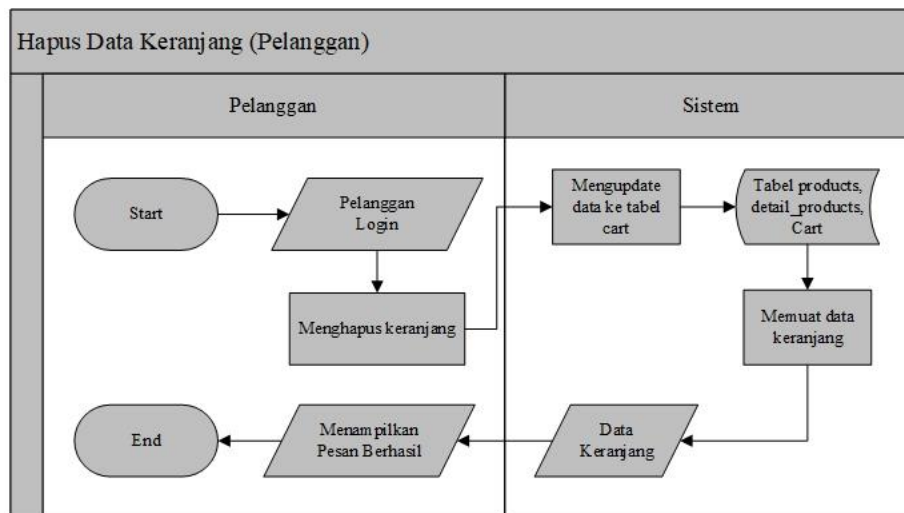 Hapus Data Keranjang (Pelanggan)
Pelanggan
Sistem
Start
Pelanggan
Login
Menghapus keranjang
Mengupdate
data ke tabel
cart
Tabel products,
detail_products,
Cart
Memuat data
keranjang
Data
Keranjang
Menampilkan
Pesan Berhasil
End